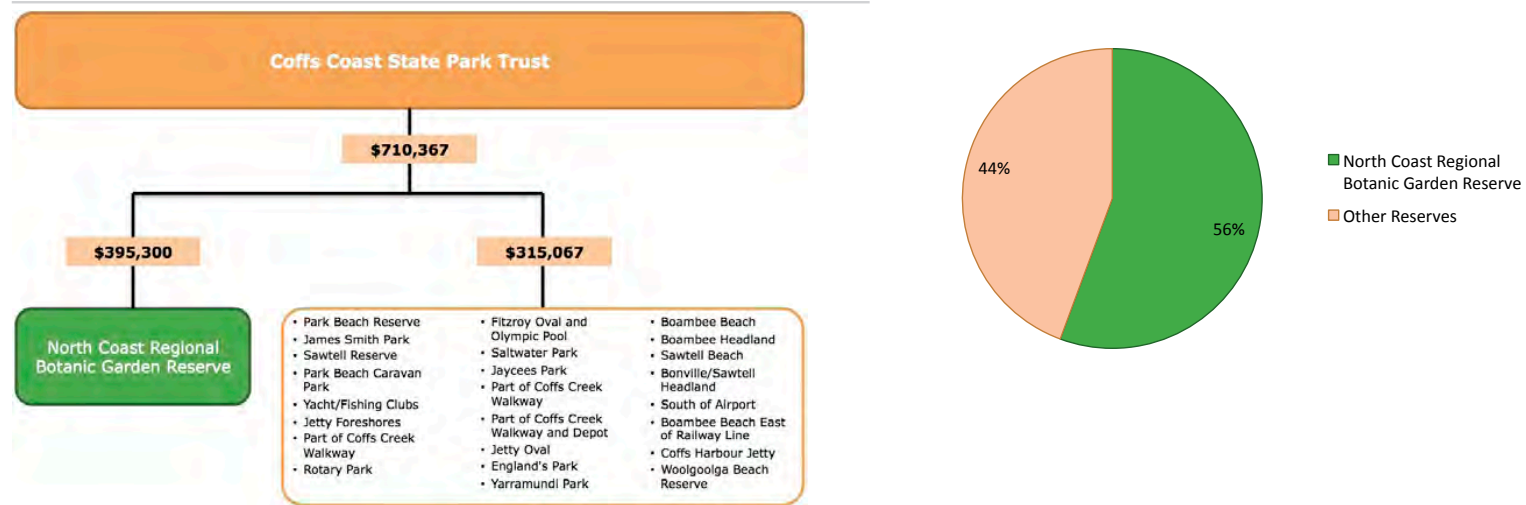 Coffs Coast State Park Trust
$710,367
$395,300
$315,067
North Coast Regional
Botanic Garden Reserve
• Park Beach Reserve
• James Smith Park
• Sawtell Reserve
• Park Beach Caravan
Park
• Yacht/Fishing Clubs
• Jetty Foreshores
• Part of Coffs Creek
Walkway
• Rotary Park
• Fitzroy Oval and
Olympic Pool
• Saltwater Park
• Jaycees Park
• Part of Coffs Creek
Walkway
• Part of Coffs Creek
Walkway and Depot
• Jetty Oval
• England's Park
• Yarramundi Park
• Boambee Beach
• Boambee Headland
• Sawtell Beach
• Bonville/Sawtell
Headland
• South of Airport
• Boambee Beach East
of Railway Line
• Coffs Harbour Jetty
• Woolgoolga Beach
Reserve
44%
56%
North Coast Regional
Botanic Garden Reserve
Other Reserves